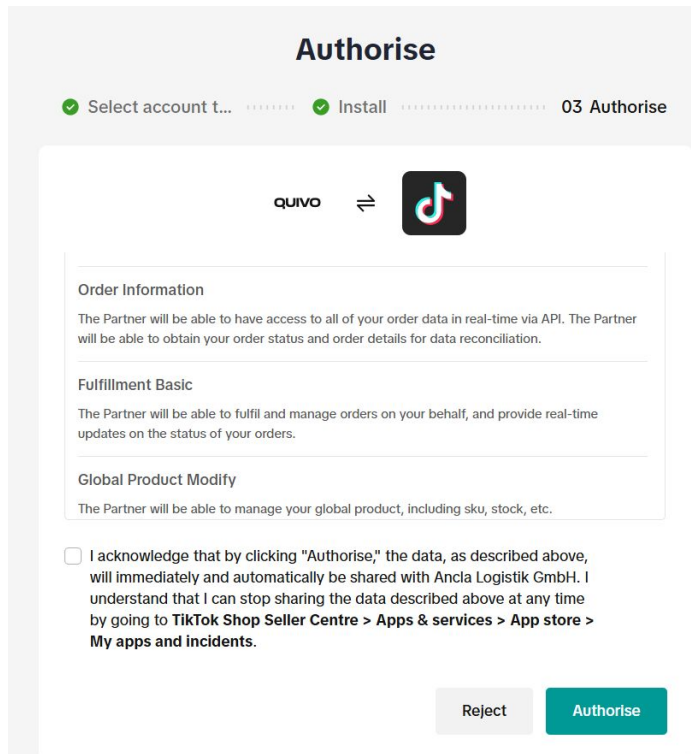 Authorise
Select account t...
Install
03 Authorise
QUIVO
Order Information
The Partner will be able to have access to all of your order data in real-time via API. The Partner
will be able to obtain your order status and order details for data reconciliation.
Fulfillment Basic
The Partner will be able to fulfil and manage orders on your behalf, and provide real-time
updates on the status of your orders.
Global Product Modify
The Partner will be able to manage your global product, including sku, stock, etc.
I acknowledge that by clicking "Authorise," the data, as described above,
will immediately and automatically be shared with Ancla Logistik GmbH. I
understand that I can stop sharing the data described above at any time
by going to TikTok Shop Seller Centre > Apps & services > App store >
My apps and incidents.
Reject
Authorise